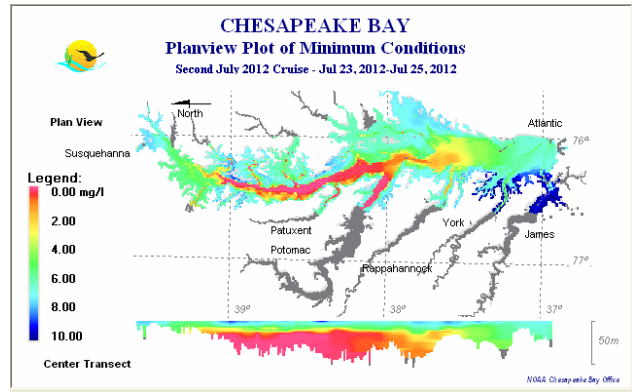 CHESAPEAKE BAY
Planview Plot of Minimum Conditions
Second July 2012 Cruise - Jul 23, 2012-Jul 25, 2012
North
Atlantic
Plan View
76°
Susquehanna
Legend:
0.00 mg/l
2.00
4.00
6.00
8.00
10.00
Patuxent
Potomac
York
James
Rappahannock
77°
39°
38°
37°
50m
Center Transect
NOAA Chesapeake Bay Office